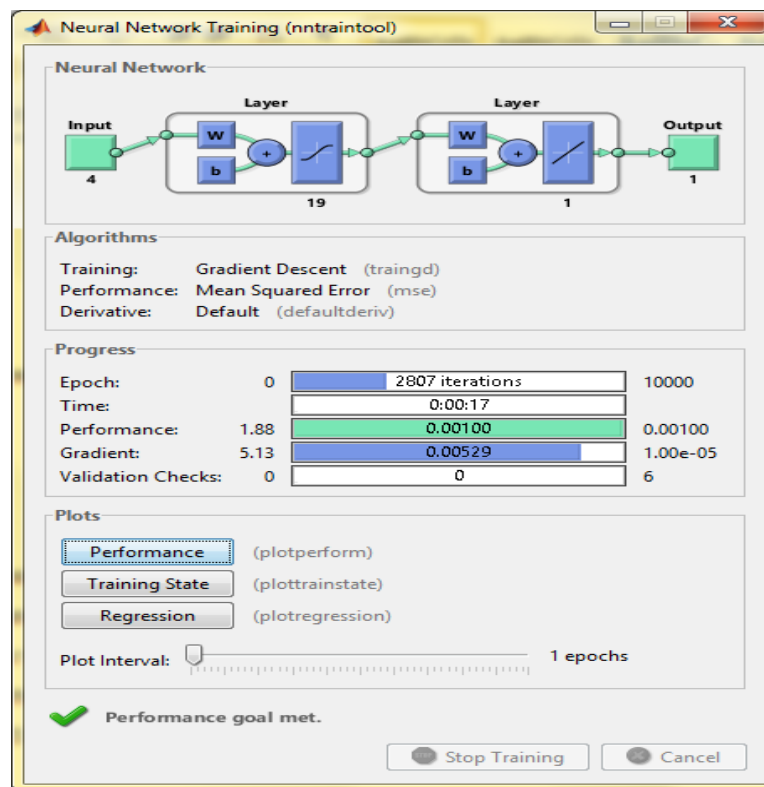 Neural Network Training (nntraintool)
Neural Network
Layer Layer
Input Output
W W
b b
+ +
4 1
19 1
Algorithms
Training: Gradient Descent (traingd)
Performance: Mean Squared Error (mse)
Derivative: Default (defaultderiv)
Progress
Epoch: 0 2807 iterations 10000
Time: 0:00:17
Performance: 1.88 0.00100 0.00100
Gradient: 5.13 0.00529 1.00e-05
Validation Checks: 0 0 6
Plots
Performance (plotperform)
Training State (plottrainstate)
Regression (plotregression)
Plot Interval: 1 epochs
Performance goal met.
Stop Training Cancel